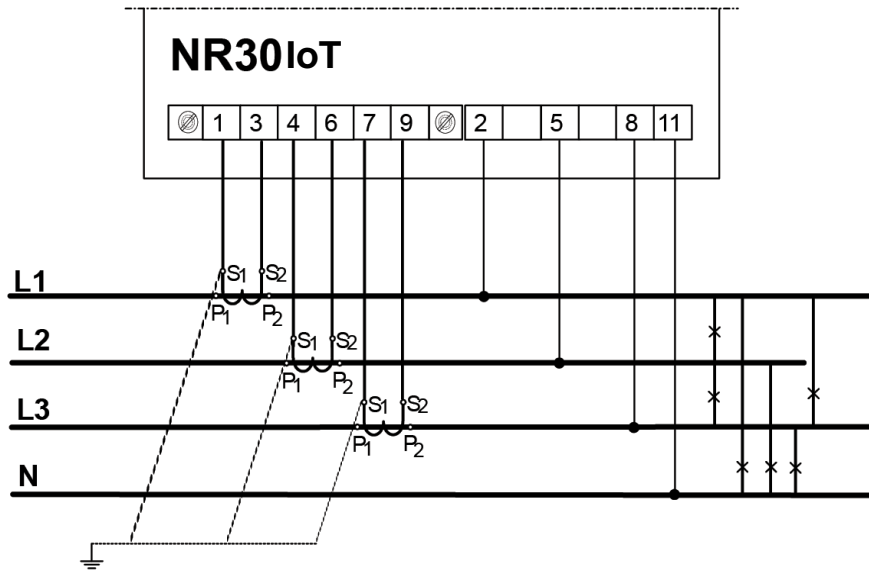 NR30IoT
1 3 4 6 7 9 2 5 8 11
L1 S1 S2
P1 P2
L2 S1 S2
P1 P2
L3 S1 S2
P1 P2
N